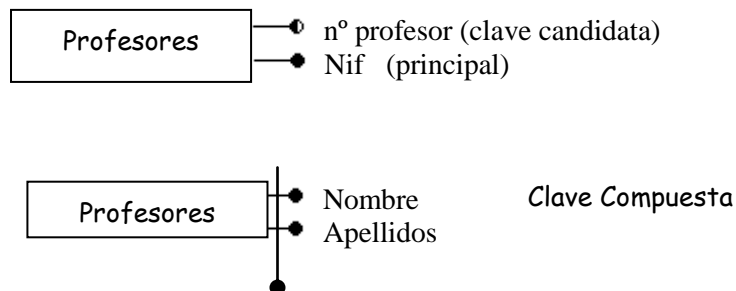 Profesores
nº profesor (clave candidata)
Nif (principal)
Profesores
Nombre
Apellidos
Clave Compuesta